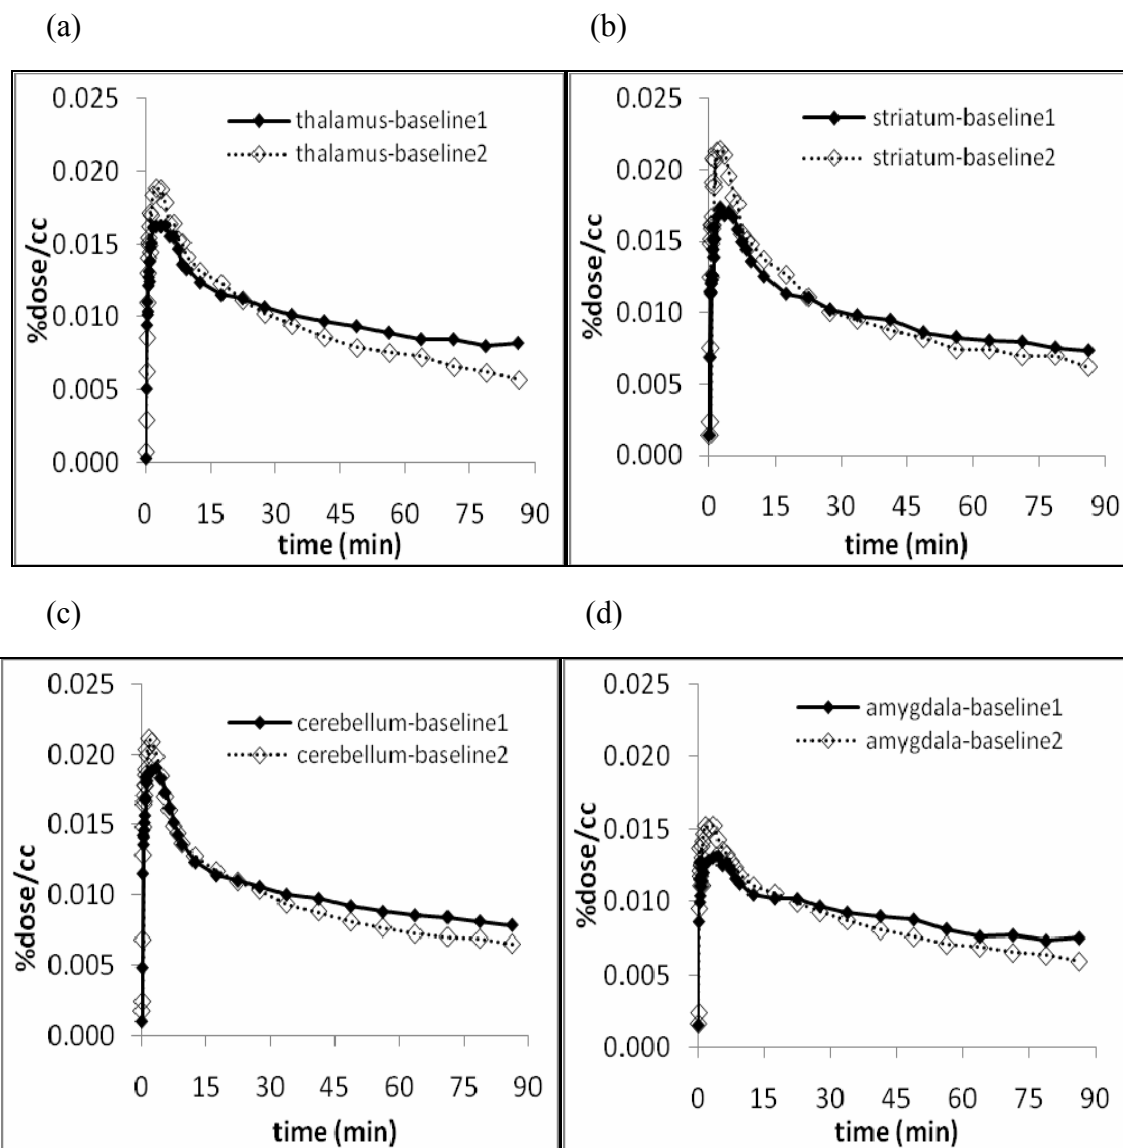 (a)
(b)
0.025
0.020
0.015
0.010
0.005
0.000
%dose/cc
thalamus-baseline1
thalamus-baseline2
0 15 30 45 60 75 90
time (min)
0.025
0.020
0.015
0.010
0.005
0.000
%dose/cc
striatum-baseline1
striatum-baseline2
0 15 30 45 60 75 90
time (min)
(c)
(d)
0.025
0.020
0.015
0.010
0.005
0.000
%dose/cc
cerebellum-baseline1
cerebellum-baseline2
0 15 30 45 60 75 90
time (min)
0.025
0.020
0.015
0.010
0.005
0.000
%dose/cc
amygdala-baseline1
amygdala-baseline2
0 15 30 45 60 75 90
time (min)